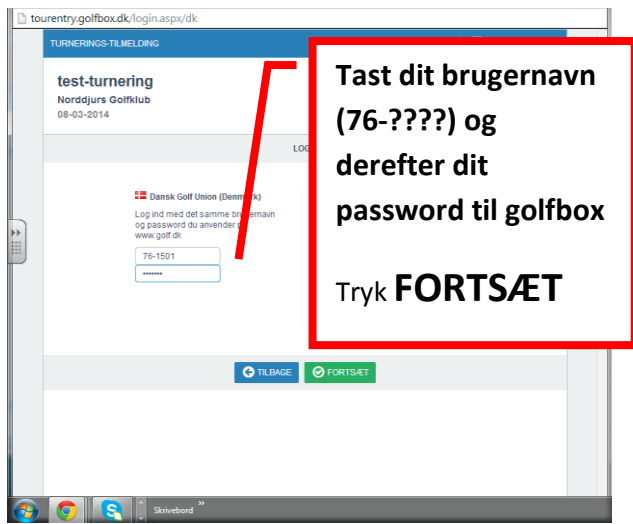 tourentry.golfbox.dk/login.aspx/dk
TURNERINGS-TILMELDING
test-turnering
Norddjurs Golfklub
08-03-2014
Tast dit brugernavn
(76-????) og
derefter dit
password til golfbox
Tryk FORTSÆT
Dansk Golf Union (Denmark)
Log ind med det samme brugernavn
og password du anvender
www.golf.dk
76-1501
•••••••
TILBAGE
FORTSÆT
Skrivebord »